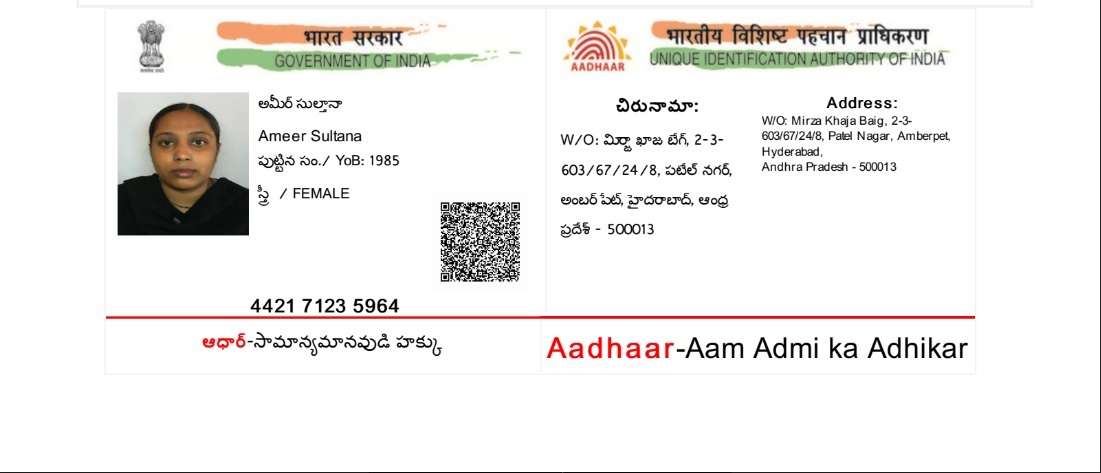 भारत सरकार
GOVERNMENT OF INDIA
అమీర్ సుల్తానా
Ameer Sultana
పుట్టిన సం./ YoB: 1985
స్త్రీ / FEMALE
4421 7123 5964
ఆధార్-సామాన్యమానవుడి హక్కు
AADHAAR
भारतीय विशिष्ट पहचान प्राधिकरण
UNIQUE IDENTIFICATION AUTHORITY OF INDIA
చిరునామా:
W/O: మిర్జా ఖాజ బేగ్, 2-3-
603/67/24/8, పటేల్ నగర్,
అంబర్ పేట్, హైదరాబాద్, ఆంధ్ర
ప్రదేశ్ - 500013
Address:
W/O: Mirza Khaja Baig, 2-3-
603/67/24/8, Patel Nagar, Amberpet,
Hyderabad,
Andhra Pradesh - 500013
Aadhaar-Aam Admi ka Adhikar